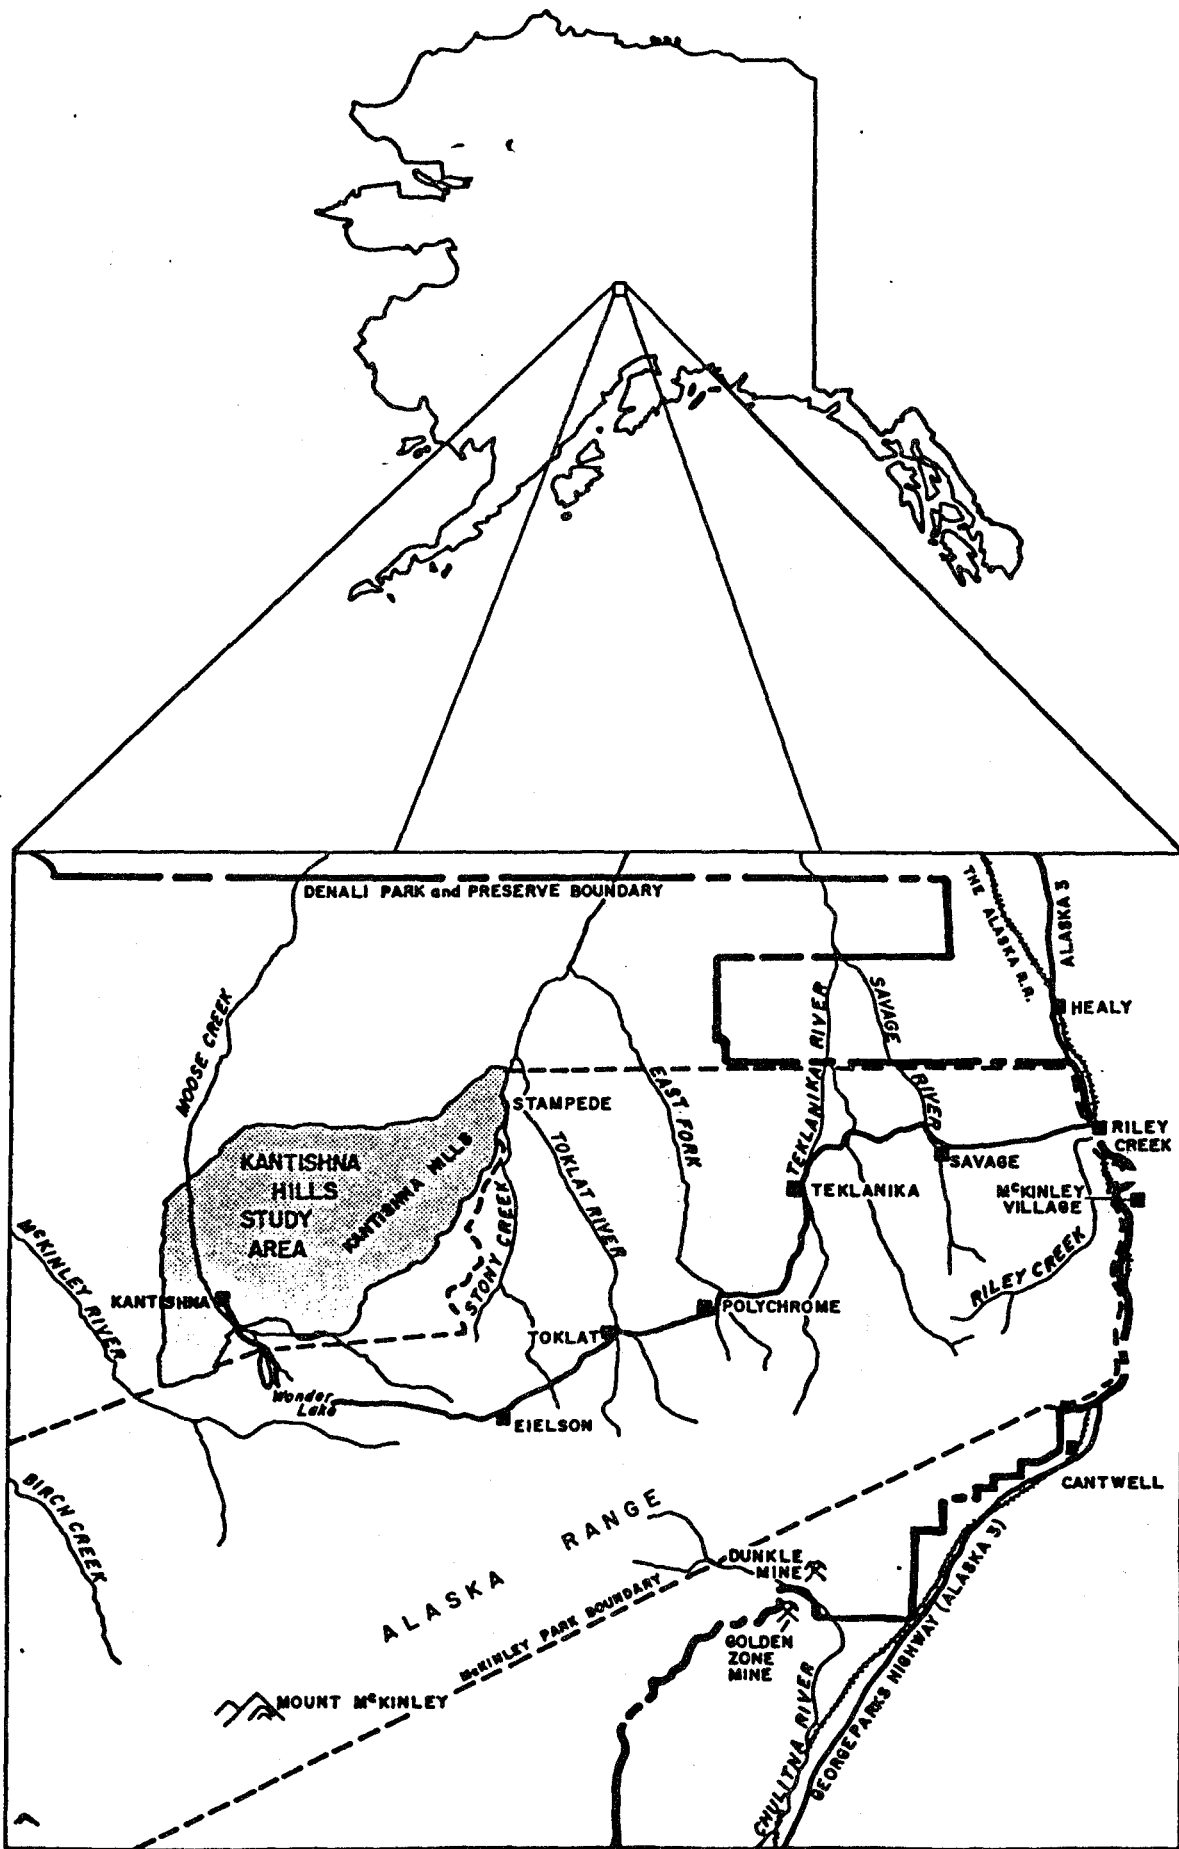 DENALI PARK and PRESERVE BOUNDARY
THE ALASKA R.R.
ALASKA 3
MOOSE CREEK
SAVAGE
RIVER
HEALY
TEKLANIKA RIVER
EAST FORK
STAMPEDE
TOKLAT RIVER
RILEY
CREEK
SAVAGE
KANTISHNA
HILLS
STUDY
AREA
KANTISHNA HILLS
TEKLANIKA
McKINLEY
VILLAGE
STONY CREEK
McKINLEY RIVER
RILEY CREEK
KANTISHNA
POLYCHROME
TOKLAT
Wonder
Lake
EIELSON
CANTWELL
BIRCH CREEK
ALASKA RANGE
DUNKLE
MINE
McKINLEY PARK BOUNDARY
GOLDEN
ZONE
MINE
MOUNT McKINLEY
CHULITNA RIVER
GEORGE PARKS HIGHWAY (ALASKA 3)